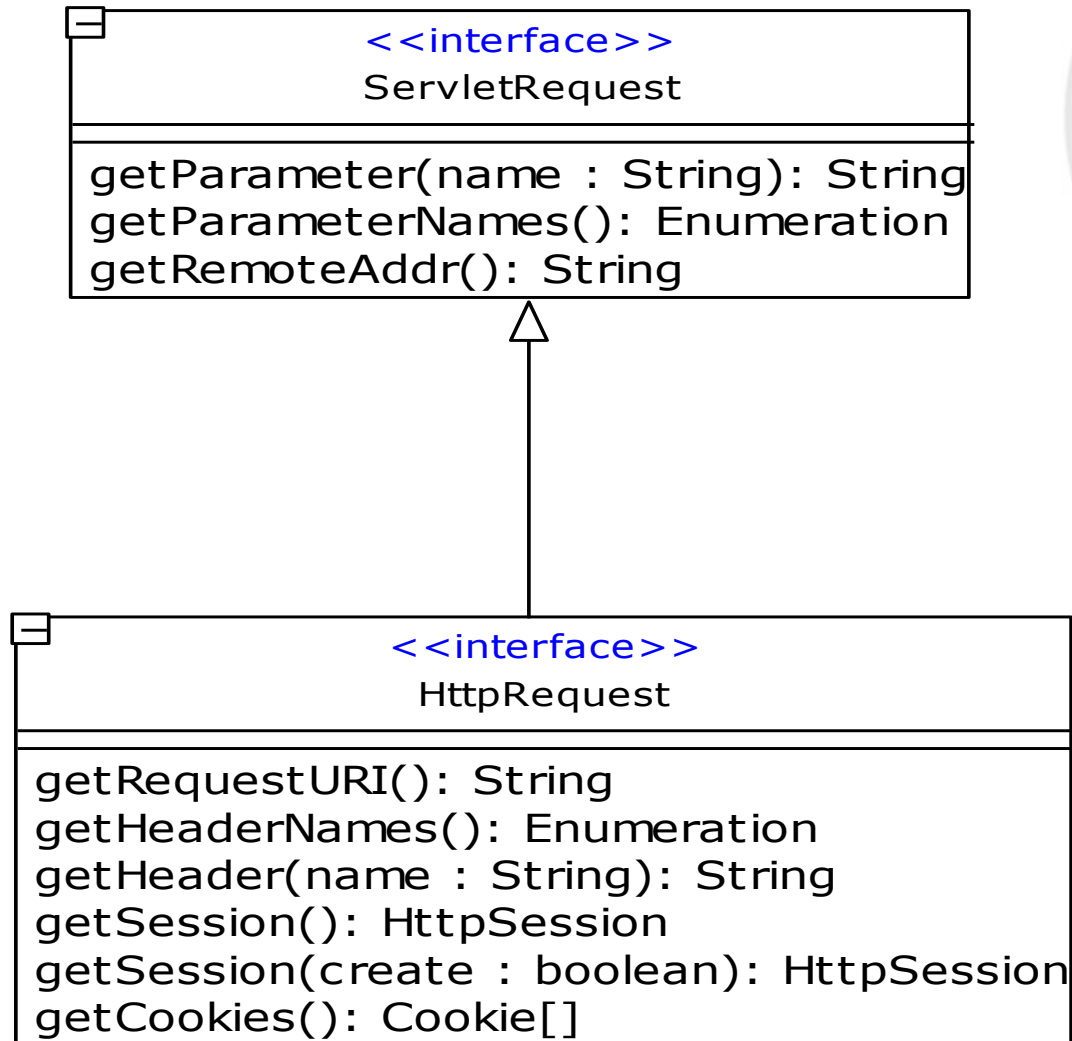 <<interface>>
ServletRequest
getParameter(name : String): String
getParameterNames(): Enumeration
getRemoteAddr(): String
<<interface>>
HttpRequest
getRequestURI(): String
getHeaderNames(): Enumeration
getHeader(name : String): String
getSession(): HttpSession
getSession(create : boolean): HttpSession
getCookies(): Cookie[]